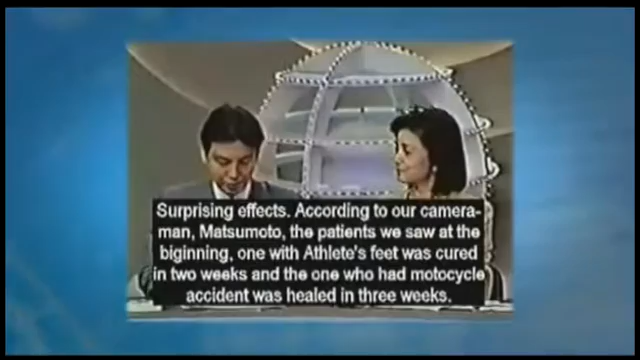 Surprising effects. According to our camera-
man, Matsumoto, the patients we saw at the
biginning, one with Athlete's feet was cured
in two weeks and the one who had motocycle
accident was healed in three weeks.